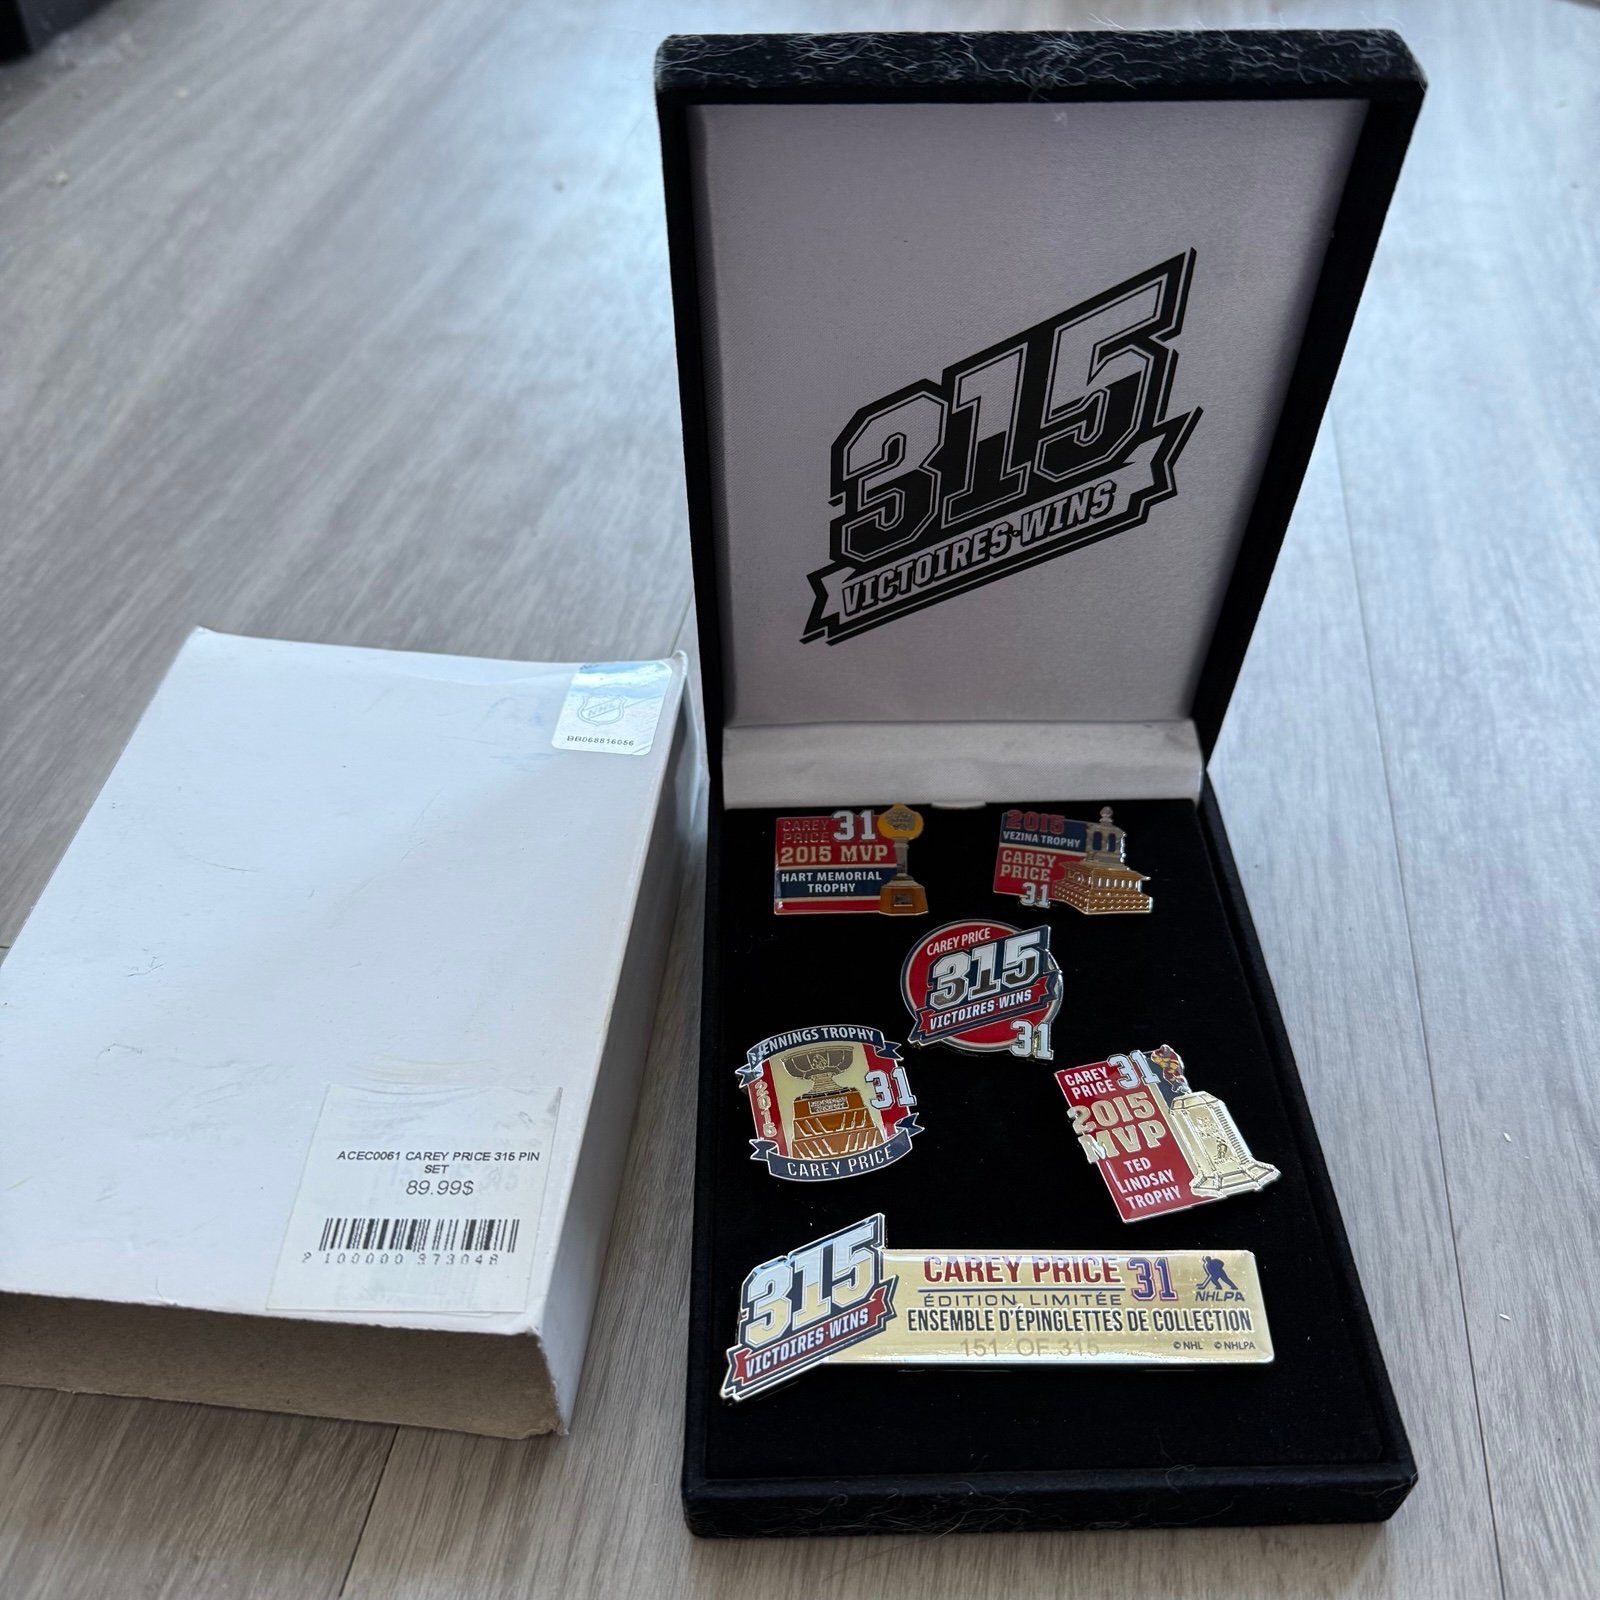 315
VICTOIRES·WINS
NHL
BB068816056
ACEC0061 CAREY PRICE 315 PIN
SET
89.99$
2 100000 973048
CAREY
PRICE 31
2015 MVP
HART MEMORIAL
TROPHY
2015
VEZINA TROPHY
CAREY
PRICE
31
CAREY PRICE
315
VICTOIRES·WINS
31
JENNINGS TROPHY
2015
31
CAREY PRICE
CAREY
PRICE 31
2015
MVP
TED
LINDSAY
TROPHY
315
VICTOIRES·WINS
CAREY PRICE 31
ÉDITION LIMITÉE
NHLPA
ENSEMBLE D'ÉPINGLETTES DE COLLECTION
151 OF 315
© NHL © NHLPA